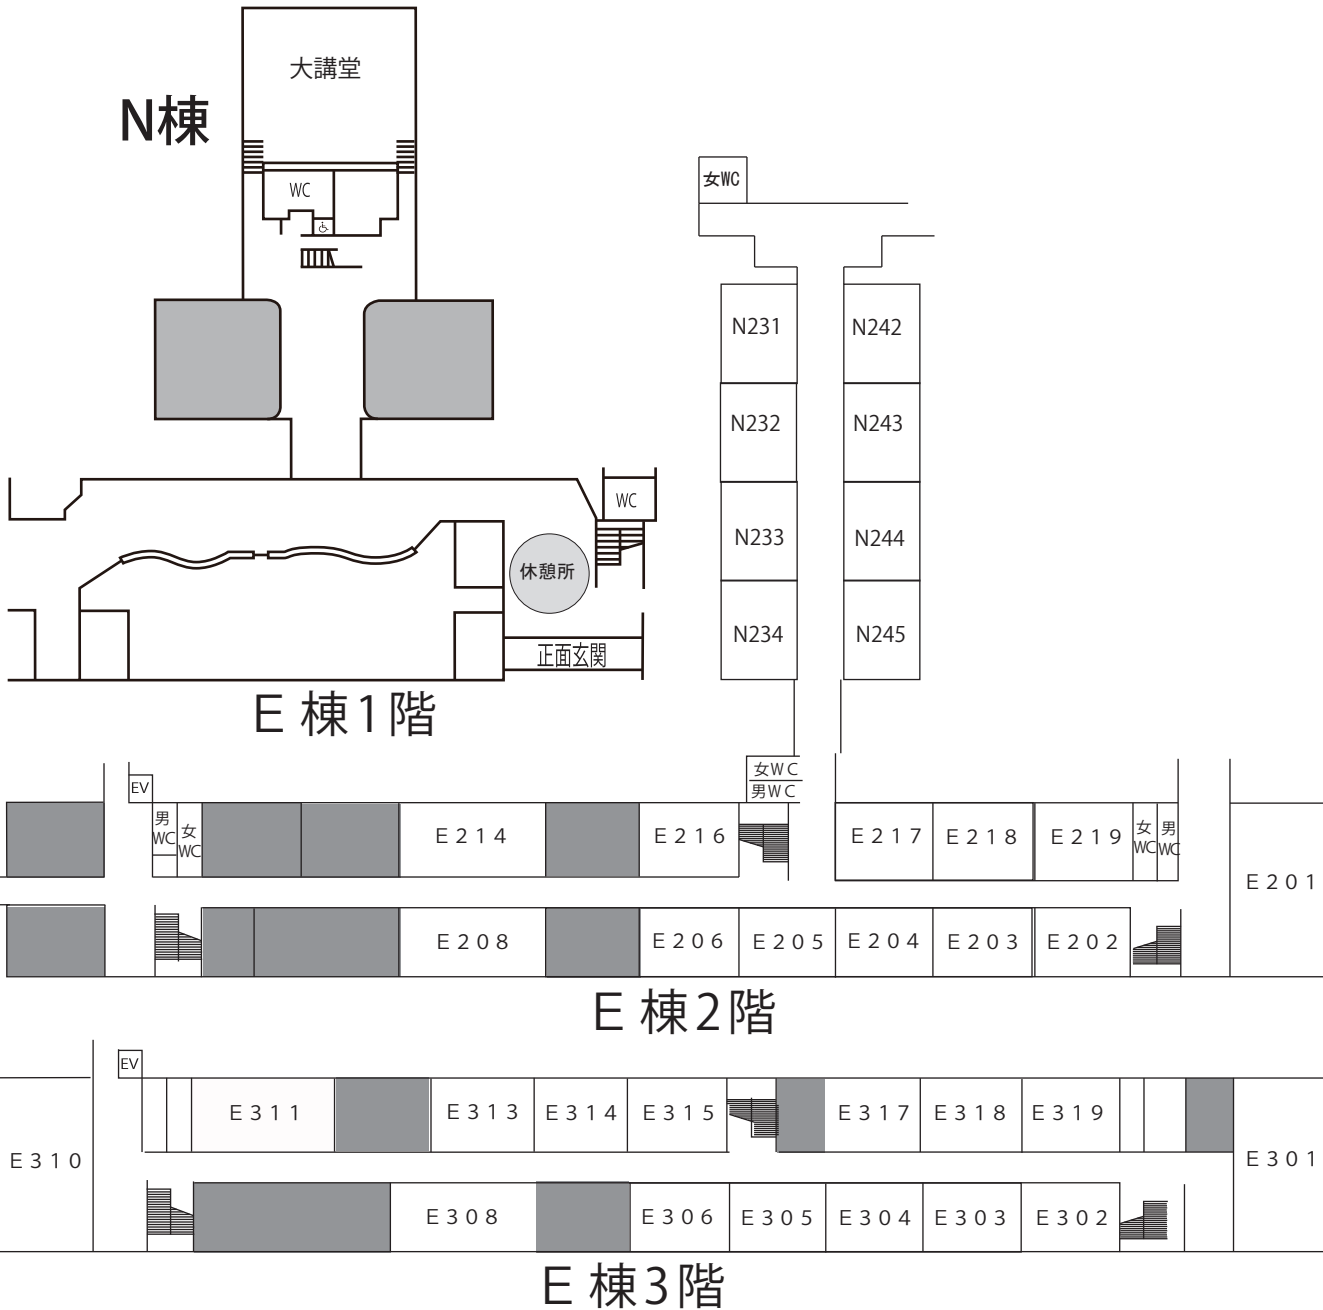 大講堂
N棟
WC
WC
休憩所
正面玄関
E 棟1階
女WC
N231
N242
N232
N243
N233
N244
N234
N245
女WC
男WC
EV
男
WC
女
WC
E214
E216
E217
E218
E219
女
WC
男
WC
E201
E208
E206
E205
E204
E203
E202
E 棟2階
EV
E311
E313
E314
E315
E317
E318
E319
E310
E301
E308
E306
E305
E304
E303
E302
E 棟3階